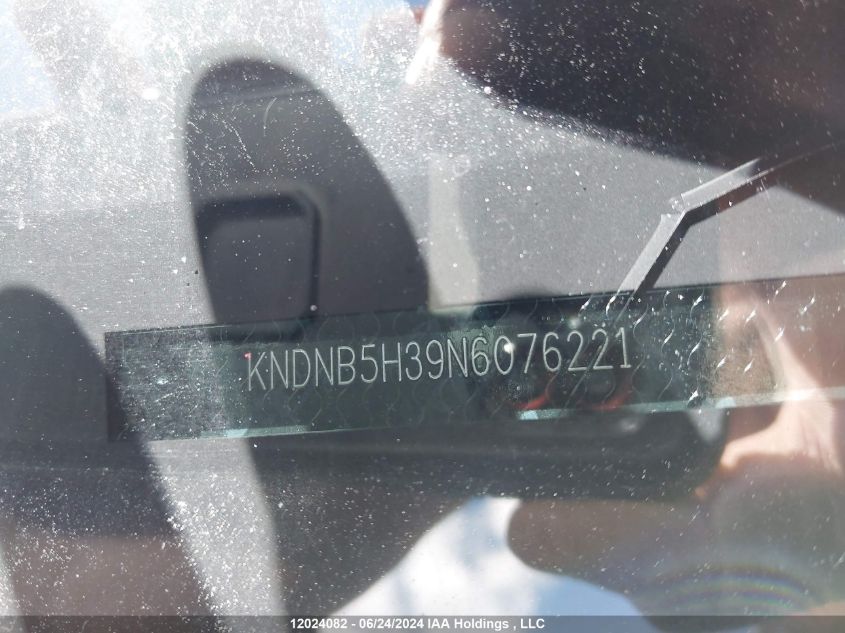 KNDNB5H39N6076221
12024082 - 06/24/2024 IAA Holdings , LLC